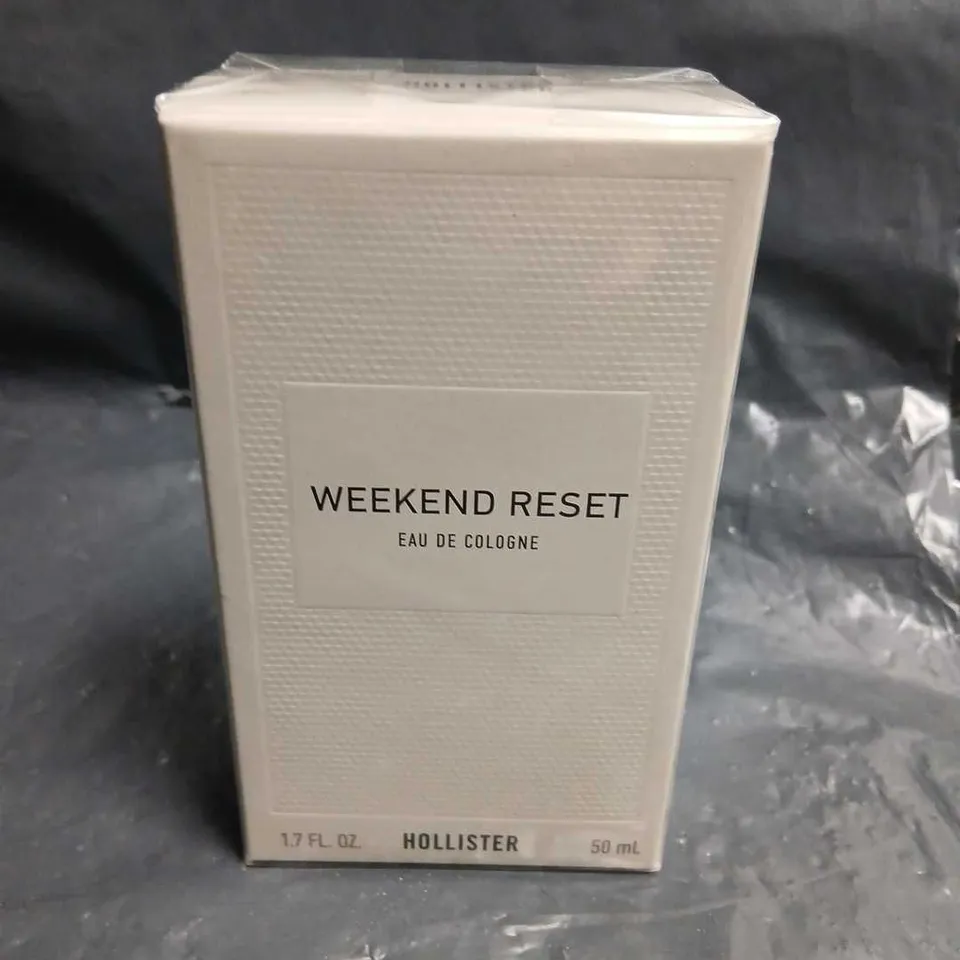 HOLLISTER
WEEKEND RESET
EAU DE COLOGNE
1.7 FL. OZ. HOLLISTER 50 mL